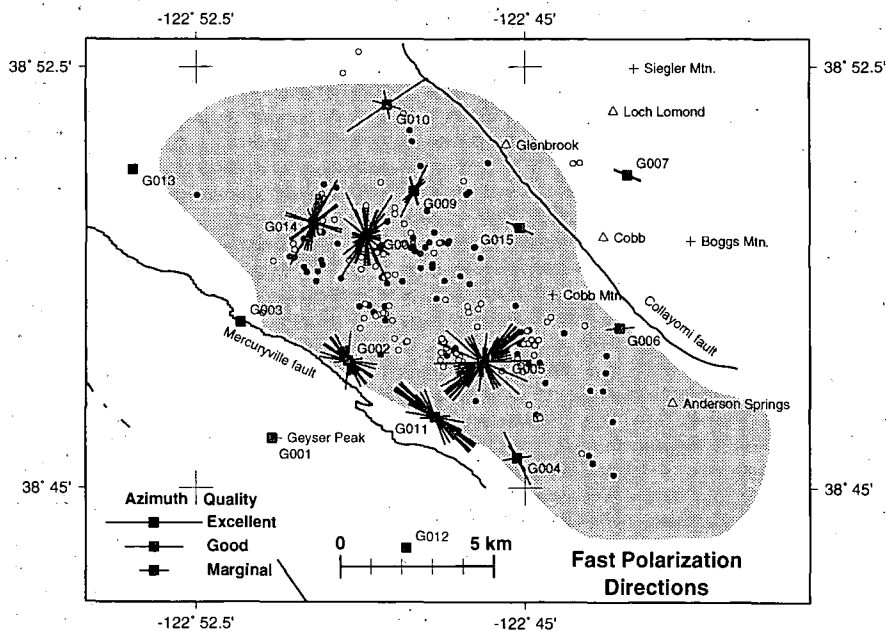 -122° 52.5' -122° 45'
38° 52.5' 38° 52.5'
Siegler Mtn.
Loch Lomond
G010
Glenbrook
G007
G013
G009
G014
G00
G015
Cobb
Boggs Mtn.
Cobb Mtn.
G003
Collayomi fault
G006
Mercuryville fault
G002
G005
Anderson Springs
G011
Geyser Peak
G001
G004
38° 45' 38° 45'
Azimuth Quality
Excellent
Good
Marginal
G012
0 5 km
Fast Polarization
Directions
-122° 52.5' -122° 45'